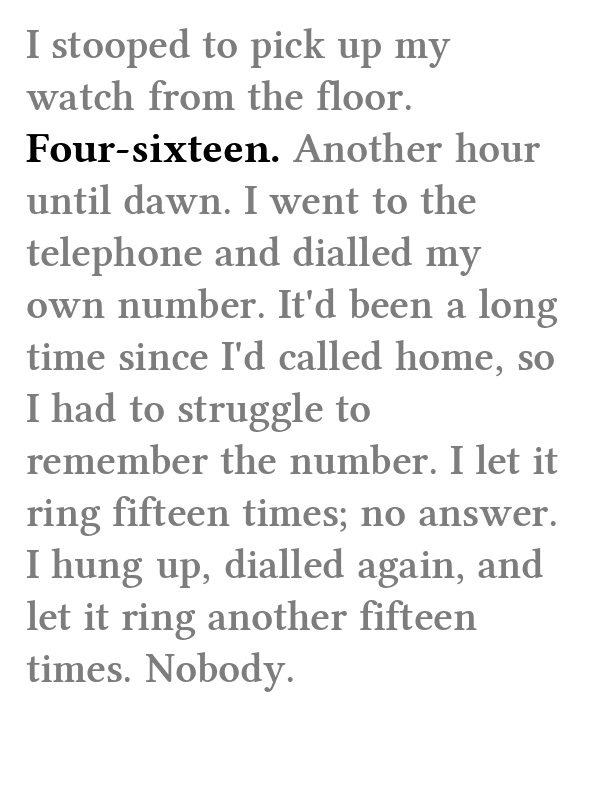 I stooped to pick up my
watch from the floor.
Four-sixteen. Another hour
until dawn. I went to the
telephone and dialled my
own number. It'd been a long
time since I'd called home, so
I had to struggle to
remember the number. I let it
ring fifteen times; no answer.
I hung up, dialled again, and
let it ring another fifteen
times. Nobody.